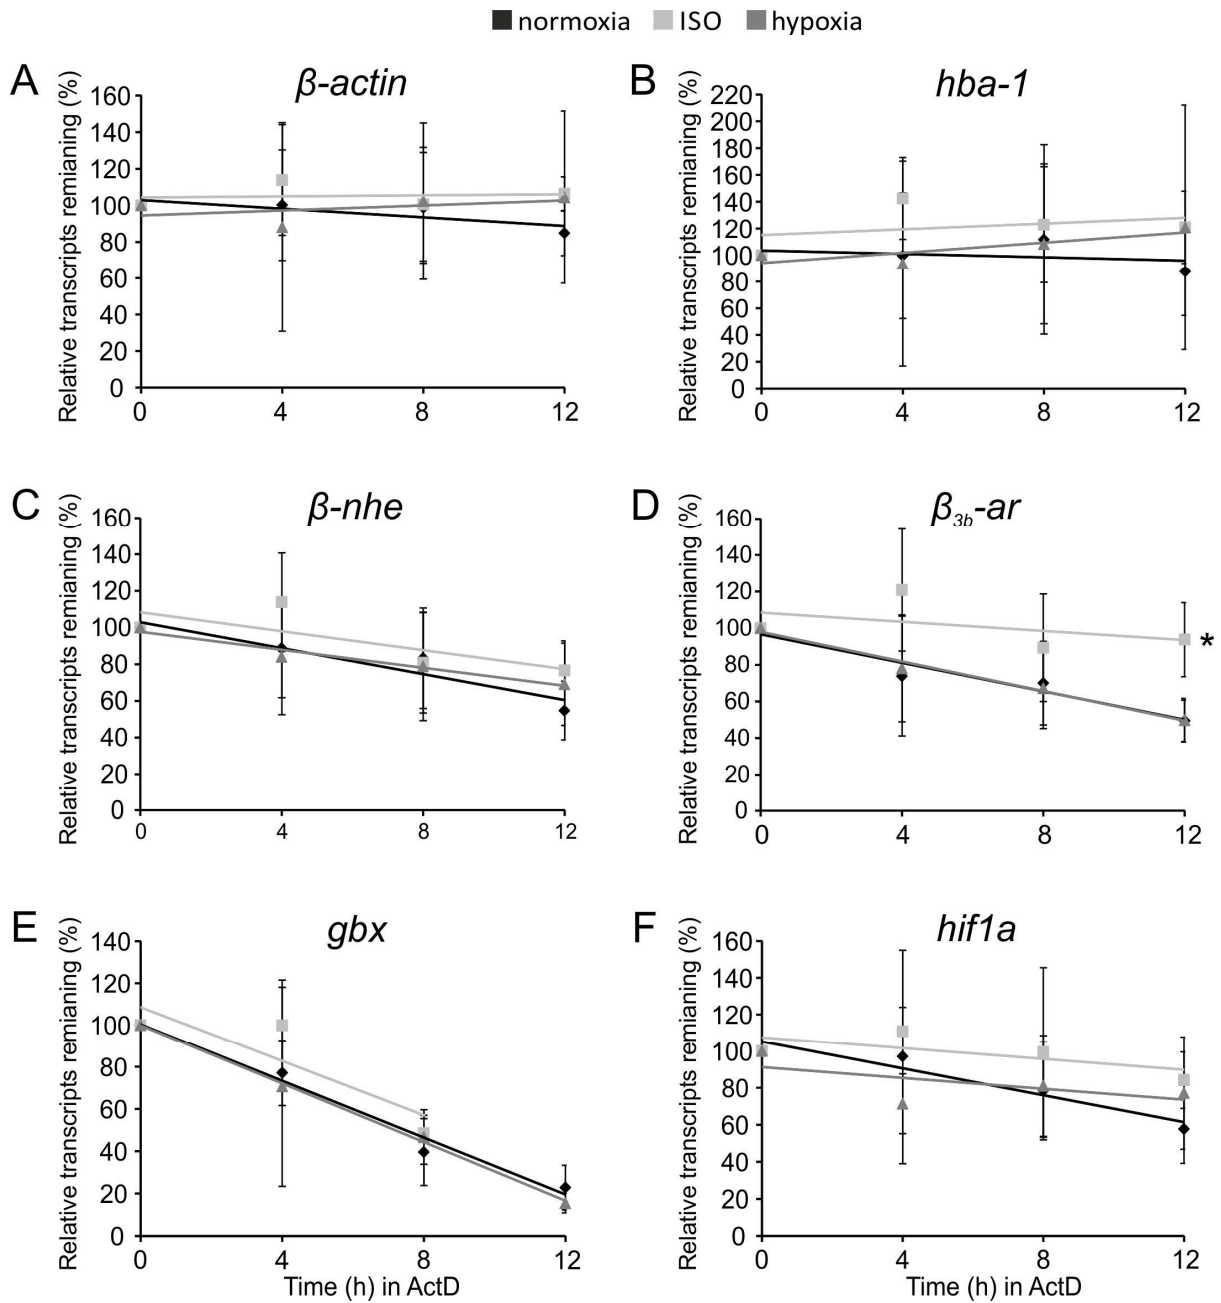 normoxia ISO hypoxia
A β-actin
Relative transcripts remianing (%)
160
140
120
100
80
60
40
20
0
0 4 8 12
B hba-1
Relative transcripts remianing (%)
220
200
180
160
140
120
100
80
60
40
20
0
0 4 8 12
C β-nhe
Relative transcripts remianing (%)
160
140
120
100
80
60
40
20
0
0 4 8 12
D β3b-ar
Relative transcripts remianing (%)
160
140
120
100
80
60
40
20
0
*
0 4 8 12
E gbx
Relative transcripts remianing (%)
140
120
100
80
60
40
20
0
0 4 8 12
Time (h) in ActD
F hif1a
Relative transcripts remianing (%)
160
140
120
100
80
60
40
20
0
0 4 8 12
Time (h) in ActD